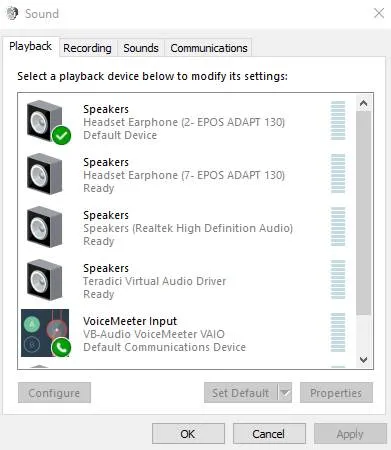 Sound
Playback Recording Sounds Communications
Select a playback device below to modify its settings:
Speakers
Headset Earphone (2- EPOS ADAPT 130)
Default Device
Speakers
Headset Earphone (7- EPOS ADAPT 130)
Ready
Speakers
Speakers (Realtek High Definition Audio)
Ready
Speakers
Teradici Virtual Audio Driver
Ready
A
B
VoiceMeeter Input
VB-Audio VoiceMeeter VAIO
Default Communications Device
Configure Set Default Properties
OK Cancel Apply